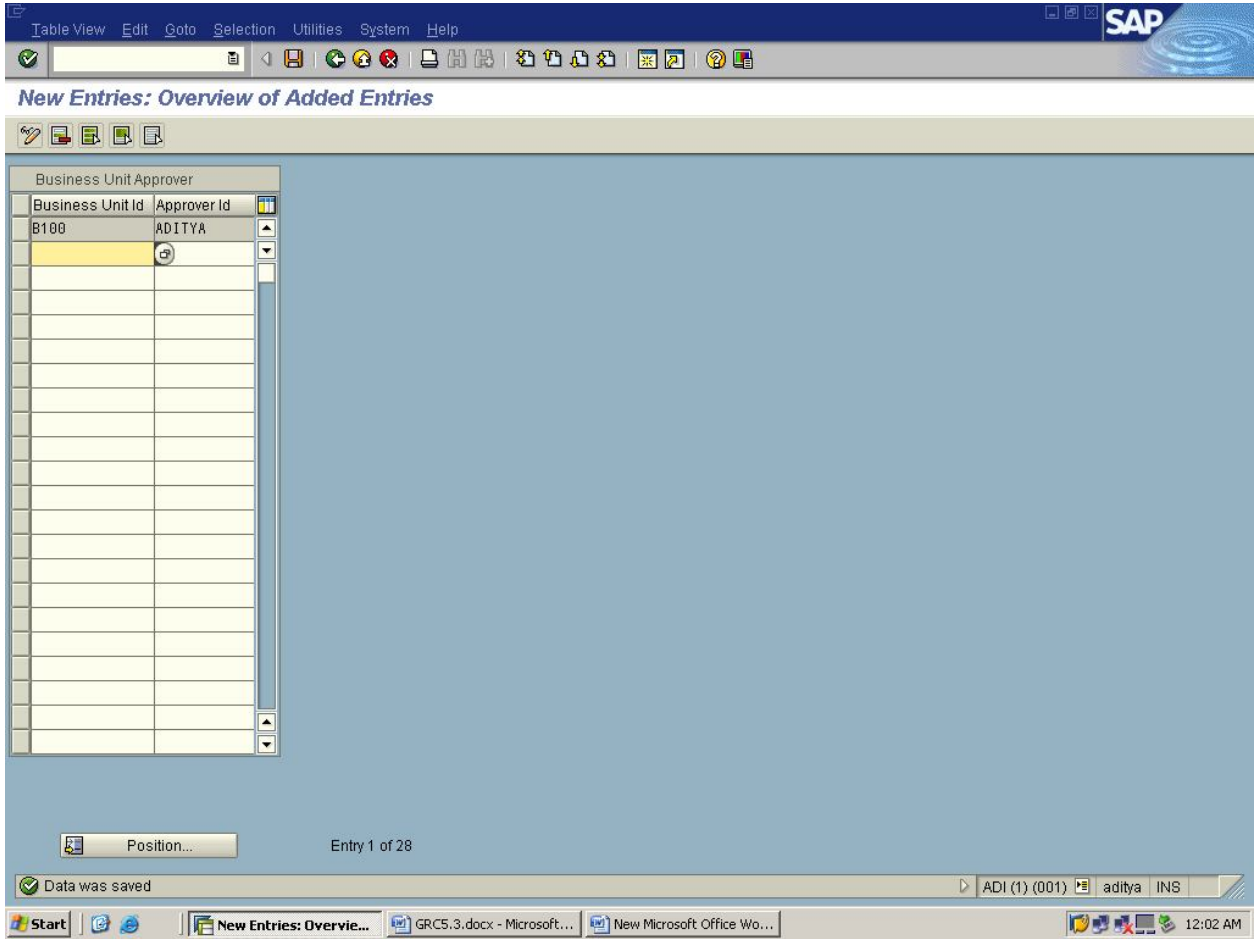 Table View Edit Goto Selection Utilities System Help
SAP
New Entries: Overview of Added Entries
Business Unit Approver
Business Unit Id Approver Id
B100 ADITYA
Position... Entry 1 of 28
Data was saved ADI (1) (001) aditya INS
Start New Entries: Overvie... GRC5.3.docx - Microsoft... New Microsoft Office Wo... 12:02 AM